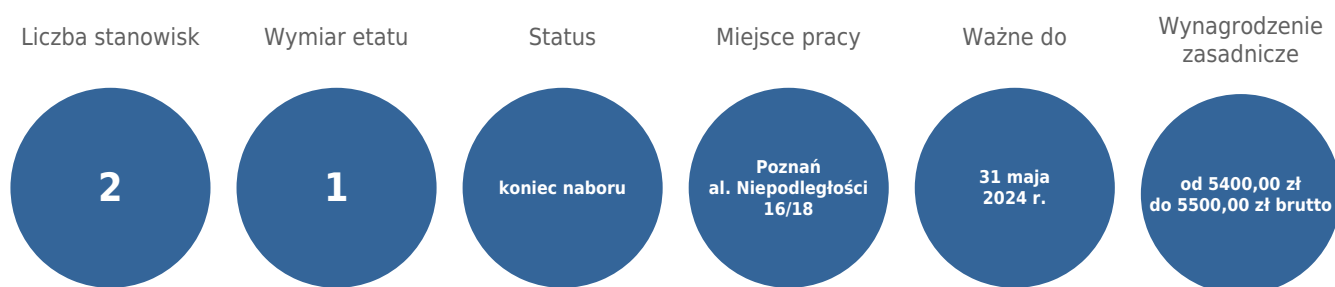 Liczba stanowisk
2
Wymiar etatu
1
Status
koniec naboru
Miejsce pracy
Poznań
al. Niepodległości
16/18
Ważne do
31 maja
2024 r.
Wynagrodzenie
zasadnicze
od 5400,00 zł
do 5500,00 zł brutto